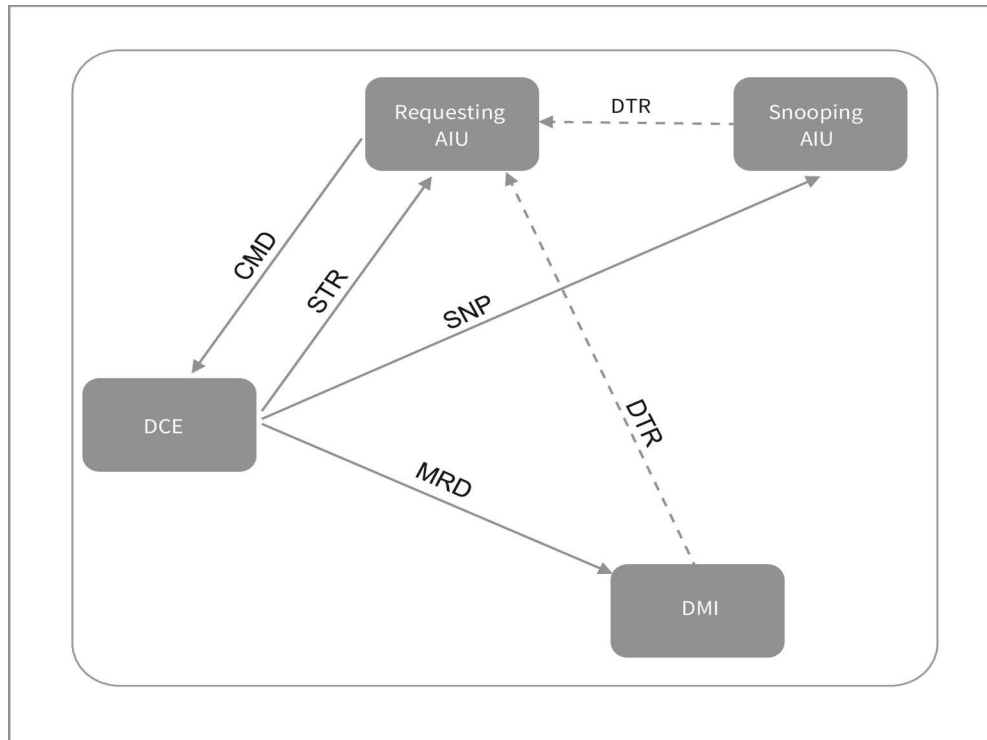 Requesting
AIU
DTR
Snooping
AIU
CMD
STR
SNP
DCE
DTR
MRD
DMI